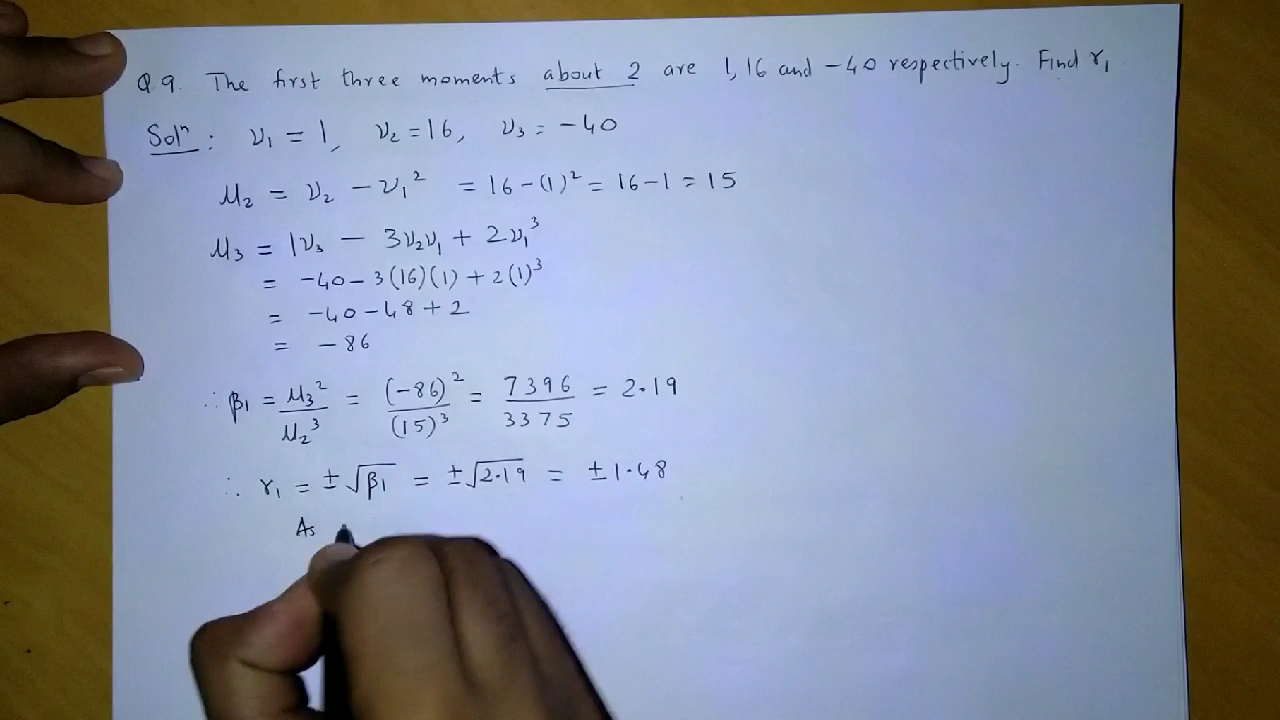 Q 9. The first three moments about 2 are 1, 16 and -40 respectively. Find γ₁
Solⁿ : ν₁ = 1, ν₂ = 16, ν₃ = -40
μ₂ = ν₂ - ν₁² = 16 - (1)² = 16 - 1 = 15
μ₃ = 1ν₃ - 3ν₂ν₁ + 2ν₁³
= -40 - 3(16)(1) + 2(1)³
= -40 - 48 + 2
= -86
∴ β₁ = μ₃²/μ₂³ = (-86)²/(15)³ = 7396/3375 = 2.19
∴ γ₁ = ±√β₁ = ±√2.19 = ±1.48
As